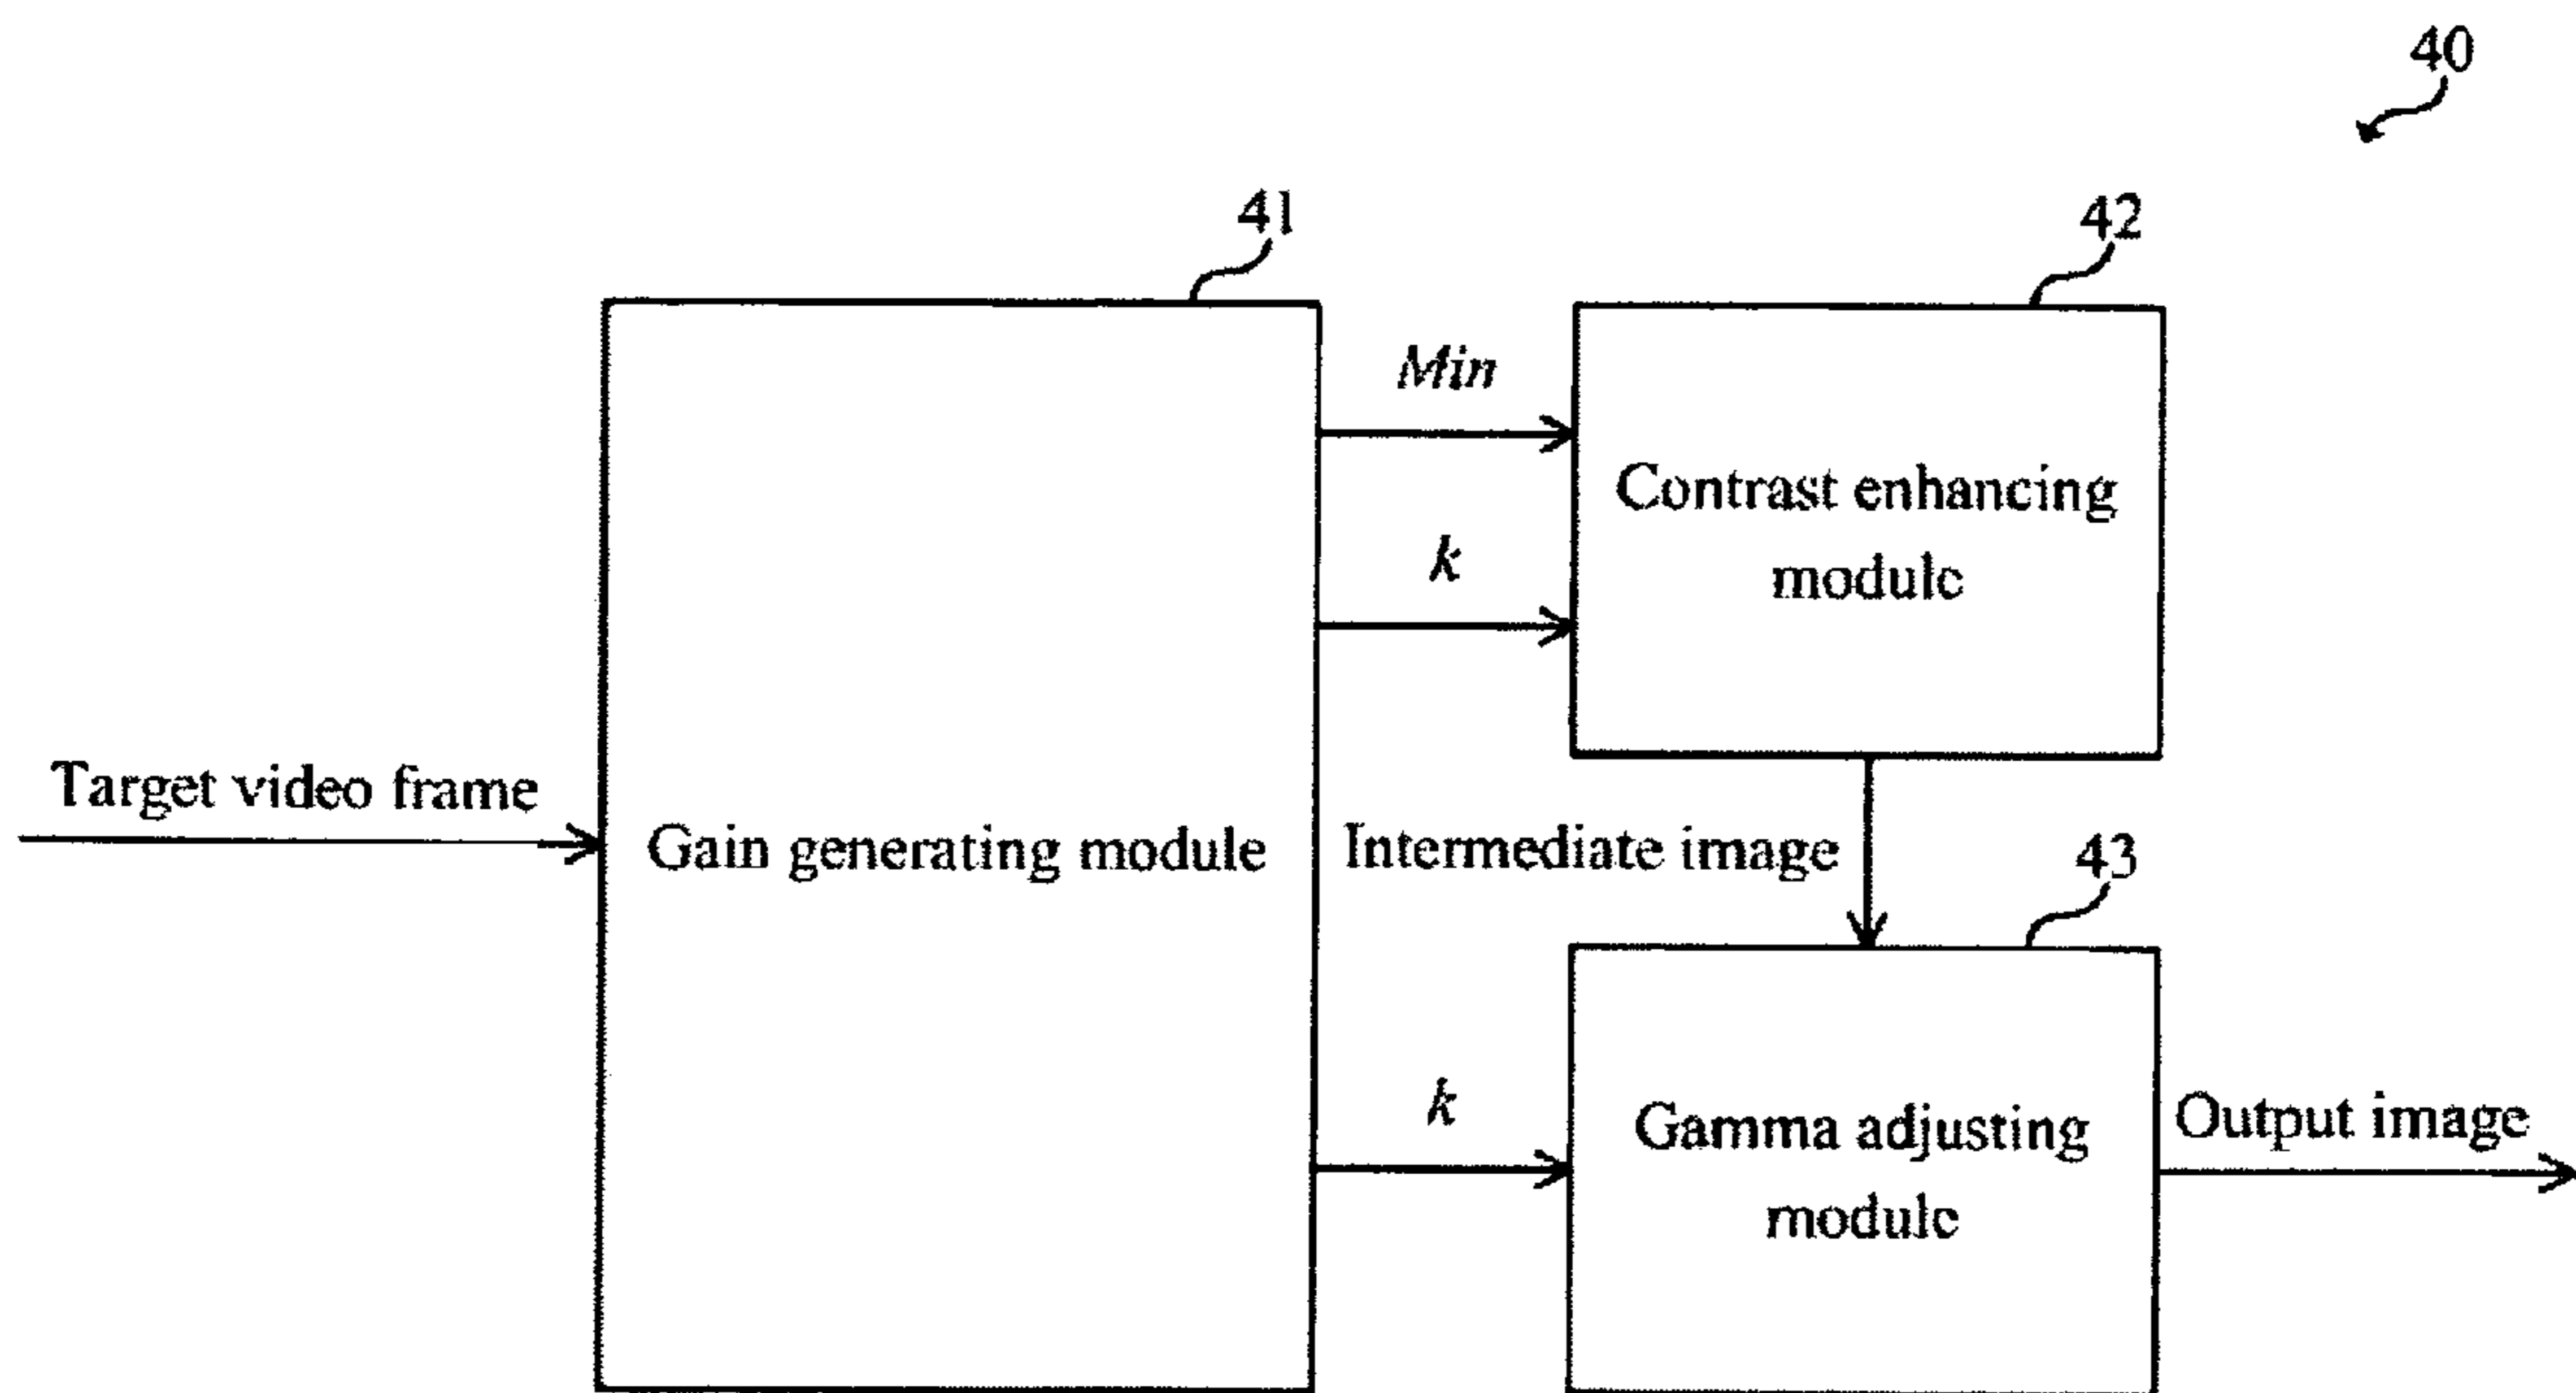 40
41
42
Min
Contrast enhancing
module
k
Target video frame
Gain generating module
Intermediate image
43
k
Gamma adjusting
module
Output image